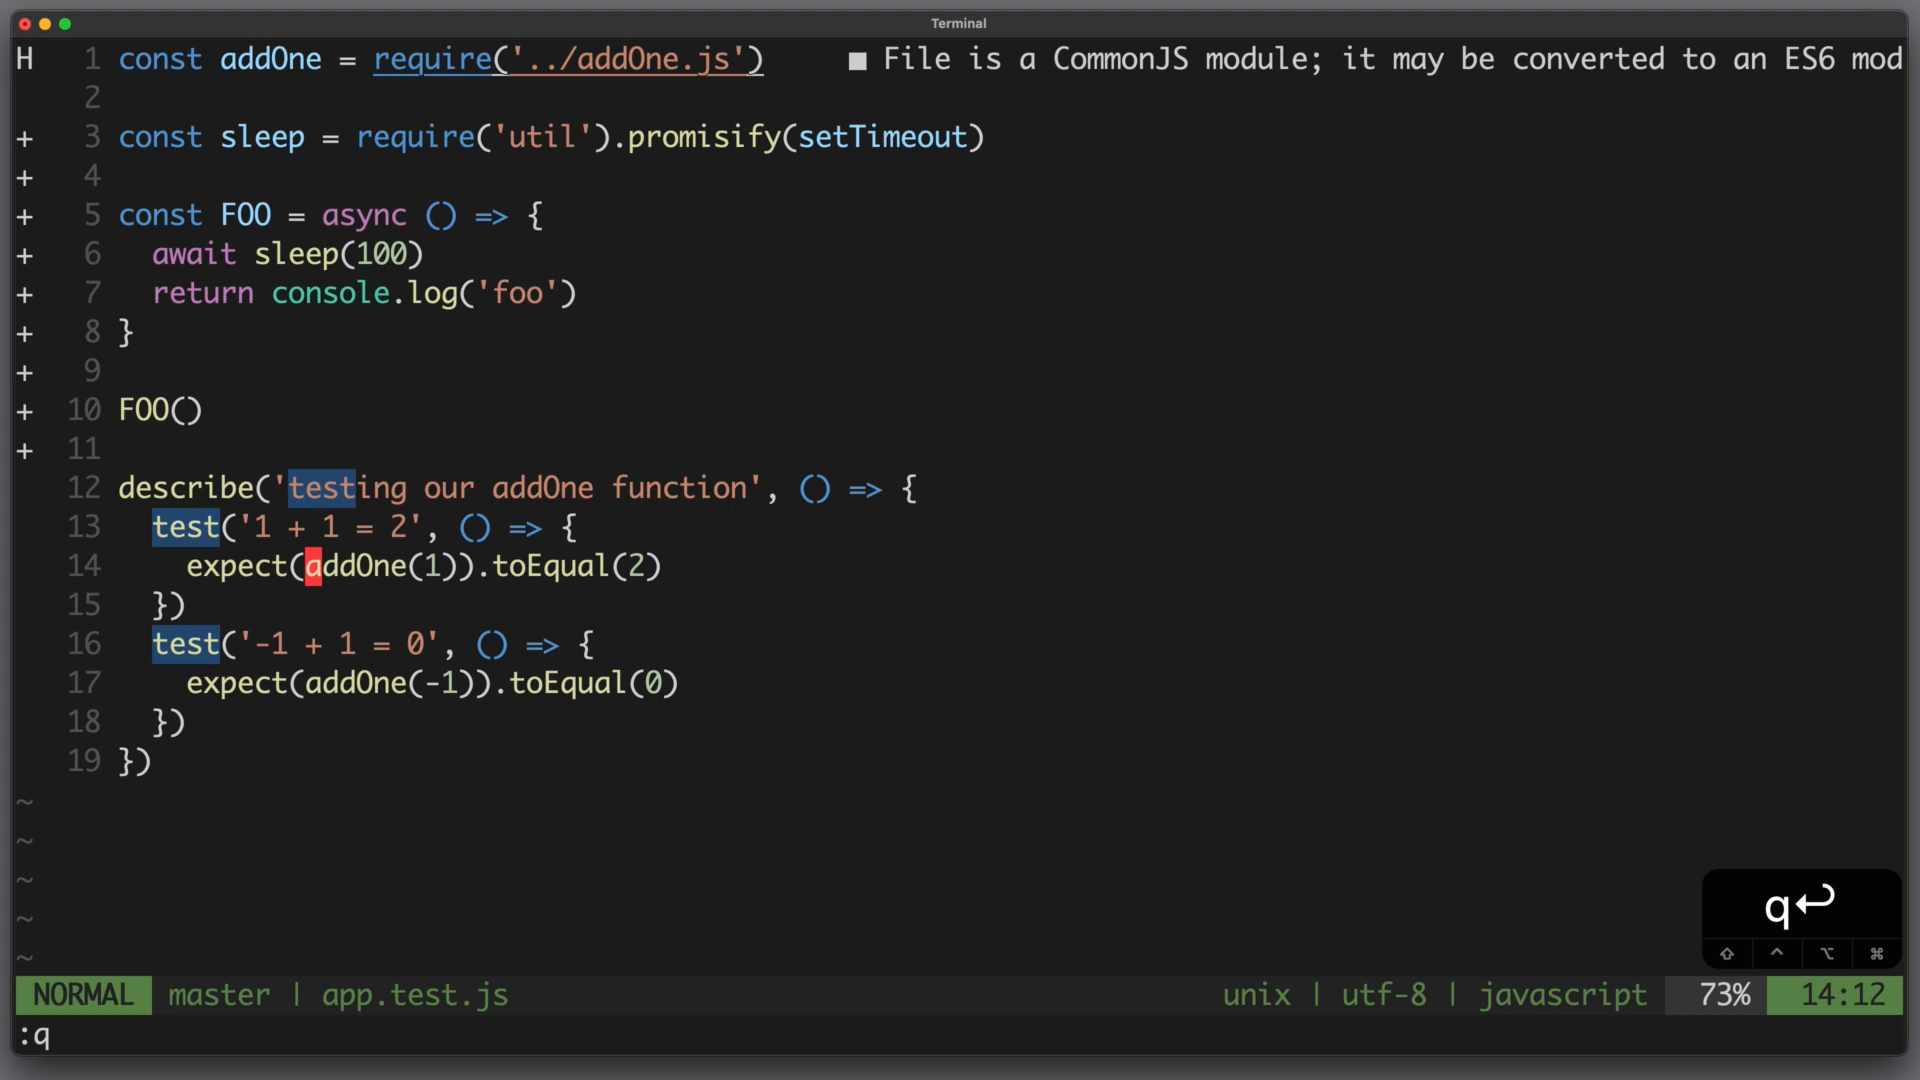 Terminal
H 1 const addOne = require('../addOne.js') ■ File is a CommonJS module; it may be converted to an ES6 mod
2
+ 3 const sleep = require('util').promisify(setTimeout)
+ 4
+ 5 const FOO = async () => {
+ 6 await sleep(100)
+ 7 return console.log('foo')
+ 8 }
+ 9
+ 10 FOO()
+ 11
12 describe('testing our addOne function', () => {
13 test('1 + 1 = 2', () => {
14 expect(addOne(1)).toEqual(2)
15 })
16 test('-1 + 1 = 0', () => {
17 expect(addOne(-1)).toEqual(0)
18 })
19 })
~
~
~
~
~
q↩
⇧ ⌃ ⌥ ⌘
NORMAL master | app.test.js unix | utf-8 | javascript 73% 14:12
:q